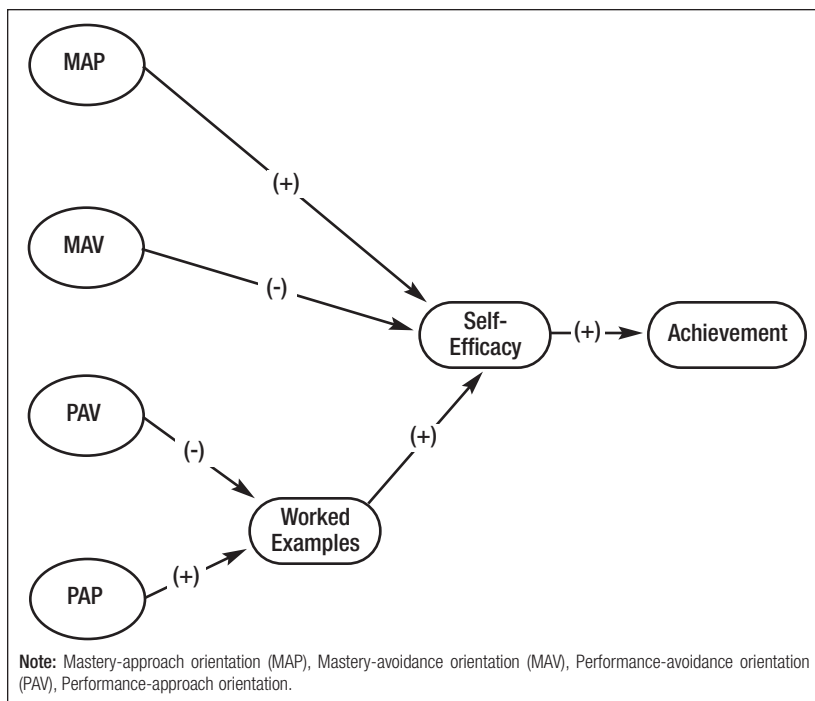 MAP
(+)
MAV
(-)
Self-
Efficacy
(+)
Achievement
PAV
(-)
(+)
Worked
Examples
PAP
(+)
Note: Mastery-approach orientation (MAP), Mastery-avoidance orientation (MAV), Performance-avoidance orientation
(PAV), Performance-approach orientation.